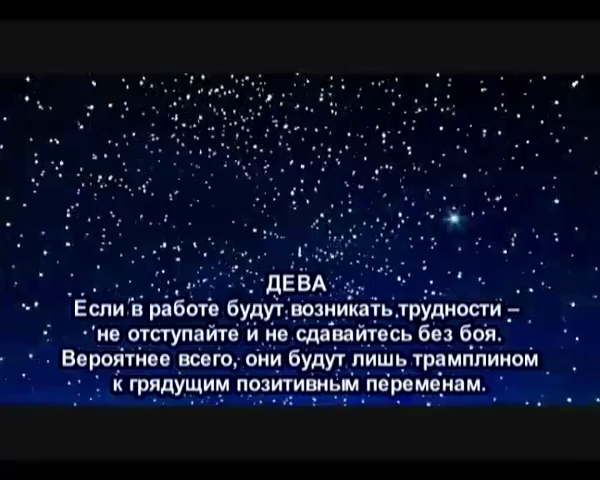 ДЕВА
Если в работе будут возникать трудности –
не отступайте и не сдавайтесь без боя.
Вероятнее всего, они будут лишь трамплином
к грядущим позитивным переменам.